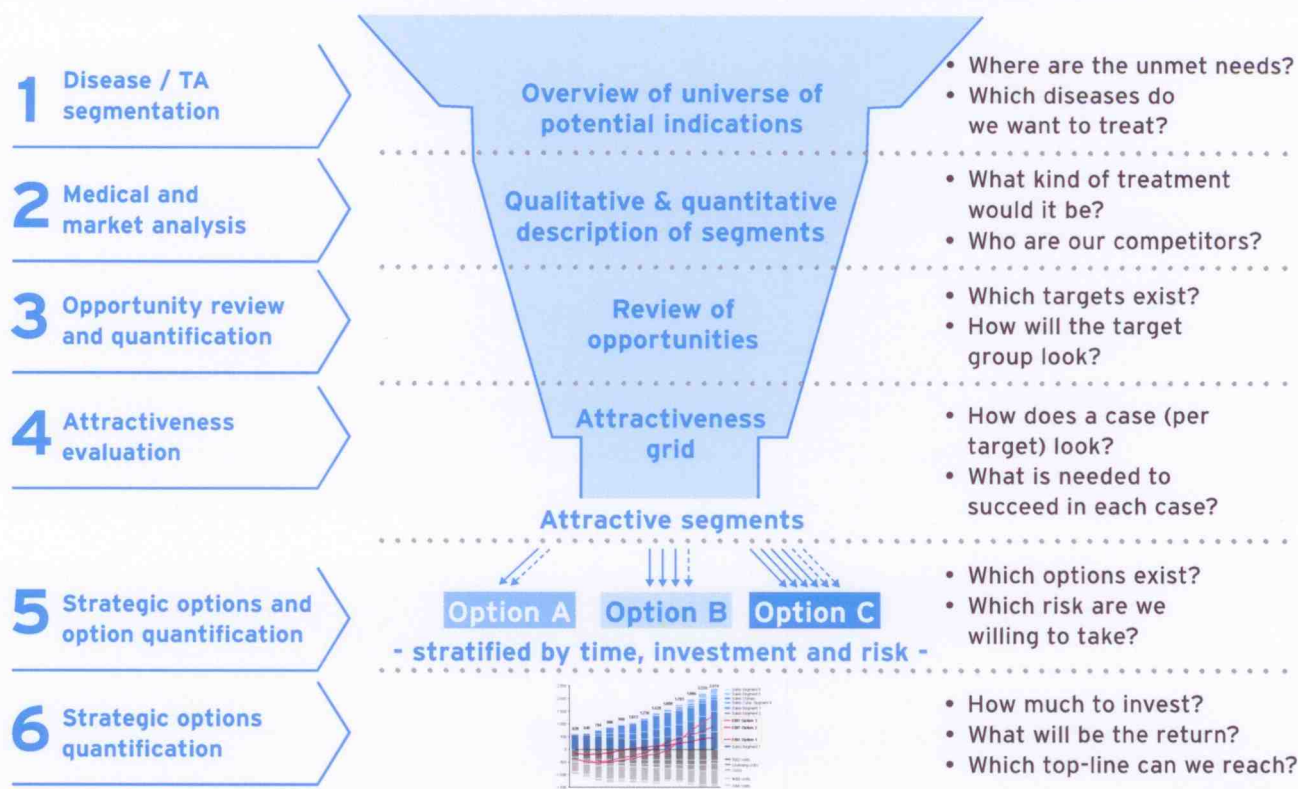 1
Disease / TA
segmentation
Overview of universe of
potential indications
• Where are the unmet needs?
• Which diseases do
we want to treat?
2
Medical and
market analysis
Qualitative & quantitative
description of segments
• What kind of treatment
would it be?
• Who are our competitors?
3
Opportunity review
and quantification
Review of
opportunities
• Which targets exist?
• How will the target
group look?
4
Attractiveness
evaluation
Attractiveness
grid
• How does a case (per
target) look?
• What is needed to
succeed in each case?
Attractive segments
5
Strategic options and
option quantification
Option A
Option B
Option C
- stratified by time, investment and risk -
• Which options exist?
• Which risk are we
willing to take?
6
Strategic options
quantification
• How much to invest?
• What will be the return?
• Which top-line can we reach?